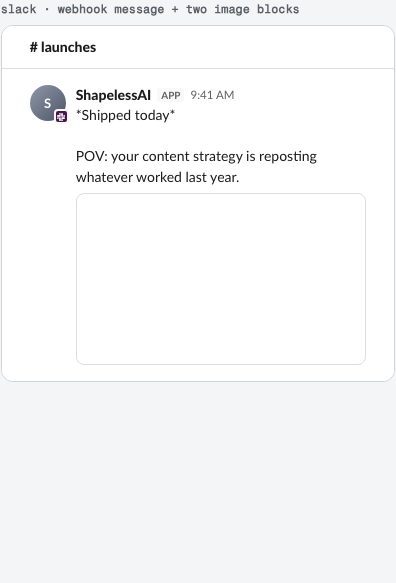 slack · webhook message + two image blocks
# launches
S
ShapelessAI APP 9:41 AM
*Shipped today*
POV: your content strategy is reposting
whatever worked last year.